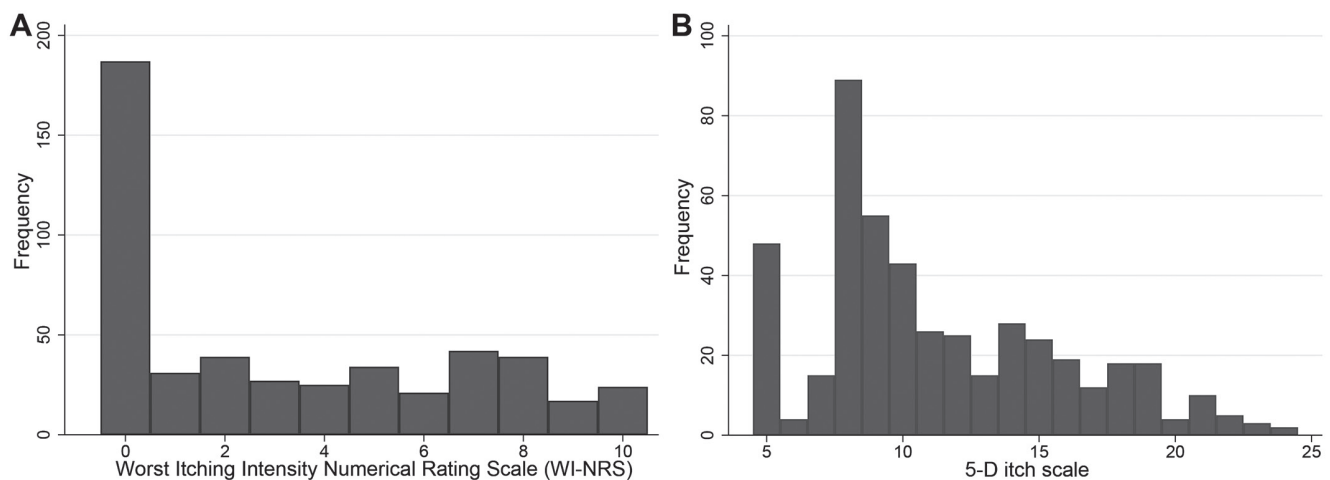 A
200
150
100
50
0
Frequency
0 2 4 6 8 10
Worst Itching Intensity Numerical Rating Scale (WI-NRS)
B
100
80
60
40
20
0
Frequency
5 10 15 20 25
5-D itch scale